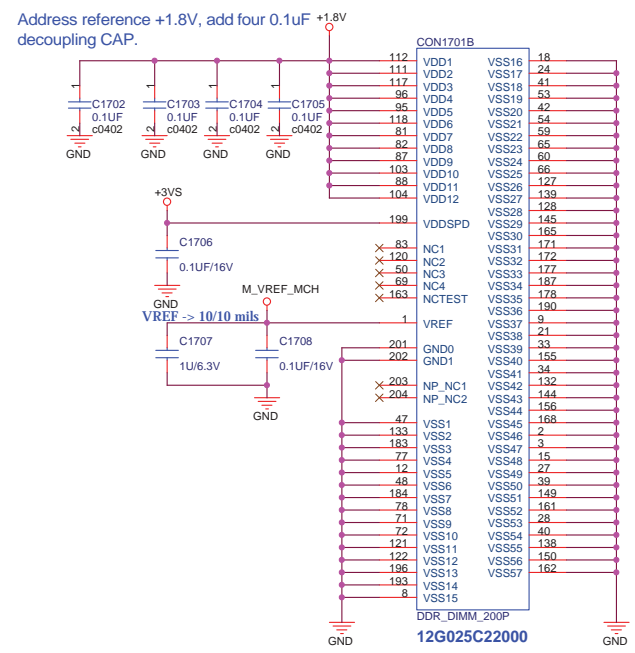 Address reference +1.8V, add four 0.1uF
decoupling CAP.
+1.8V
1
C1702
0.1UF
c0402
2
GND
1
C1703
0.1UF
c0402
2
GND
1
C1704
0.1UF
c0402
2
GND
1
C1705
0.1UF
c0402
2
GND
+3VS
C1706
0.1UF/16V
GND
M_VREF_MCH
VREF -> 10/10 mils
C1707
1U/6.3V
C1708
0.1UF/16V
GND
CON1701B
112 VDD1
111 VDD2
117 VDD3
96 VDD4
95 VDD5
118 VDD6
81 VDD7
82 VDD8
87 VDD9
103 VDD10
88 VDD11
104 VDD12
199 VDDSPD
83 NC1
120 NC2
50 NC3
69 NC4
163 NCTEST
1 VREF
201 GND0
202 GND1
203 NP_NC1
204 NP_NC2
47 VSS1
133 VSS2
183 VSS3
77 VSS4
12 VSS5
48 VSS6
184 VSS7
78 VSS8
71 VSS9
72 VSS10
121 VSS11
122 VSS12
196 VSS13
193 VSS14
8 VSS15
VSS16 18
VSS17 24
VSS18 41
VSS19 53
VSS20 42
VSS21 54
VSS22 59
VSS23 65
VSS24 60
VSS25 66
VSS26 127
VSS27 139
VSS28 128
VSS29 145
VSS30 165
VSS31 171
VSS32 172
VSS33 177
VSS34 187
VSS35 178
VSS36 190
VSS37 9
VSS38 21
VSS39 33
VSS40 155
VSS41 34
VSS42 132
VSS43 144
VSS44 156
VSS45 168
VSS46 2
VSS47 3
VSS48 15
VSS49 27
VSS50 39
VSS51 149
VSS52 161
VSS53 28
VSS54 40
VSS55 138
VSS56 150
VSS57 162
DDR_DIMM_200P
12G025C22000
GND
GND